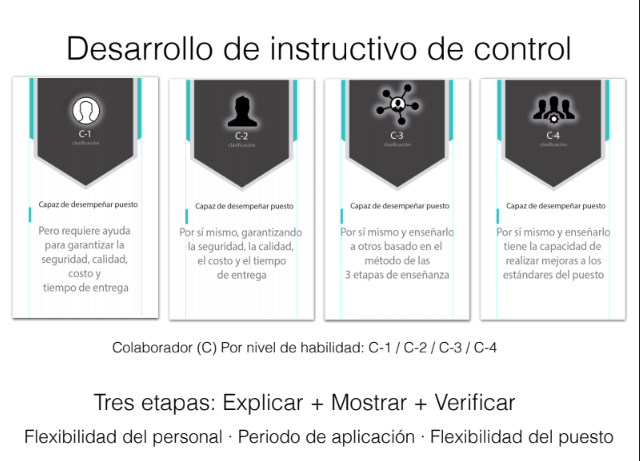 Desarrollo de instructivo de control
C-1
clasificación
Capaz de desempeñar puesto
Pero requiere ayuda
para garantizar la
seguridad, calidad,
costo y
tiempo de entrega
C-2
clasificación
Capaz de desempeñar puesto
Por sí mismo, garantizando
la seguridad, la calidad,
el costo y el tiempo
de entrega
C-3
clasificación
Capaz de desempeñar puesto
Por sí mismo y enseñarlo
a otros basado en el
método de las
3 etapas de enseñanza
C-4
clasificación
Capaz de desempeñar puesto
Por sí mismo y enseñarlo
tiene la capacidad de
realizar mejoras a los
estándares del puesto
Colaborador (C) Por nivel de habilidad: C-1 / C-2 / C-3 / C-4
Tres etapas: Explicar + Mostrar + Verificar
Flexibilidad del personal · Periodo de aplicación · Flexibilidad del puesto